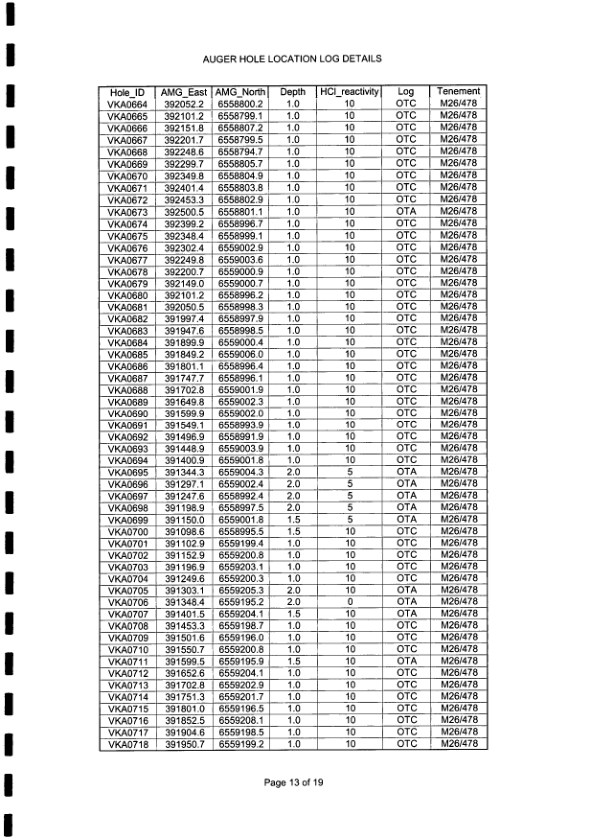 AUGER HOLE LOCATION LOG DETAILS
Hole_ID AMG_East AMG_North Depth HCl_reactivity Log Tenement
VKA0664 392052.2 6558800.2 1.0 10 OTC M26/478
VKA0665 392101.2 6558799.1 1.0 10 OTC M26/478
VKA0666 392151.8 6558807.2 1.0 10 OTC M26/478
VKA0667 392201.7 6558799.5 1.0 10 OTC M26/478
VKA0668 392248.6 6558794.7 1.0 10 OTC M26/478
VKA0669 392299.7 6558805.7 1.0 10 OTC M26/478
VKA0670 392349.8 6558804.9 1.0 10 OTC M26/478
VKA0671 392401.4 6558803.8 1.0 10 OTC M26/478
VKA0672 392453.3 6558802.9 1.0 10 OTC M26/478
VKA0673 392500.5 6558801.1 1.0 10 OTA M26/478
VKA0674 392399.2 6558996.7 1.0 10 OTC M26/478
VKA0675 392348.4 6558999.1 1.0 10 OTC M26/478
VKA0676 392302.4 6559002.9 1.0 10 OTC M26/478
VKA0677 392249.8 6559003.6 1.0 10 OTC M26/478
VKA0678 392200.7 6559000.9 1.0 10 OTC M26/478
VKA0679 392149.0 6559000.7 1.0 10 OTC M26/478
VKA0680 392101.2 6558996.2 1.0 10 OTC M26/478
VKA0681 392050.5 6558998.3 1.0 10 OTC M26/478
VKA0682 391997.4 6558997.9 1.0 10 OTC M26/478
VKA0683 391947.6 6558998.5 1.0 10 OTC M26/478
VKA0684 391899.9 6559000.4 1.0 10 OTC M26/478
VKA0685 391849.2 6559006.0 1.0 10 OTC M26/478
VKA0686 391801.1 6558996.4 1.0 10 OTC M26/478
VKA0687 391747.7 6558996.1 1.0 10 OTC M26/478
VKA0688 391702.8 6559001.9 1.0 10 OTC M26/478
VKA0689 391649.8 6559002.3 1.0 10 OTC M26/478
VKA0690 391599.9 6559002.0 1.0 10 OTC M26/478
VKA0691 391549.1 6558993.9 1.0 10 OTC M26/478
VKA0692 391496.9 6558991.9 1.0 10 OTC M26/478
VKA0693 391448.9 6559003.9 1.0 10 OTC M26/478
VKA0694 391400.9 6559001.8 1.0 10 OTC M26/478
VKA0695 391344.3 6559004.3 2.0 5 OTA M26/478
VKA0696 391297.1 6559002.4 2.0 5 OTA M26/478
VKA0697 391247.6 6558992.4 2.0 5 OTA M26/478
VKA0698 391198.9 6558997.5 2.0 5 OTA M26/478
VKA0699 391150.0 6559001.8 1.5 5 OTA M26/478
VKA0700 391098.6 6558995.5 1.5 10 OTC M26/478
VKA0701 391102.9 6559199.4 1.0 10 OTC M26/478
VKA0702 391152.9 6559200.8 1.0 10 OTC M26/478
VKA0703 391196.9 6559203.1 1.0 10 OTC M26/478
VKA0704 391249.6 6559200.3 1.0 10 OTC M26/478
VKA0705 391303.1 6559205.3 2.0 10 OTA M26/478
VKA0706 391348.4 6559195.2 2.0 0 OTA M26/478
VKA0707 391401.5 6559204.1 1.5 10 OTA M26/478
VKA0708 391453.3 6559198.7 1.0 10 OTC M26/478
VKA0709 391501.6 6559196.0 1.0 10 OTC M26/478
VKA0710 391550.7 6559200.8 1.0 10 OTC M26/478
VKA0711 391599.5 6559195.9 1.5 10 OTA M26/478
VKA0712 391652.6 6559204.1 1.0 10 OTC M26/478
VKA0713 391702.8 6559202.9 1.0 10 OTC M26/478
VKA0714 391751.3 6559201.7 1.0 10 OTC M26/478
VKA0715 391801.0 6559196.5 1.0 10 OTC M26/478
VKA0716 391852.5 6559208.1 1.0 10 OTC M26/478
VKA0717 391904.6 6559198.5 1.0 10 OTC M26/478
VKA0718 391950.7 6559199.2 1.0 10 OTC M26/478
Page 13 of 19